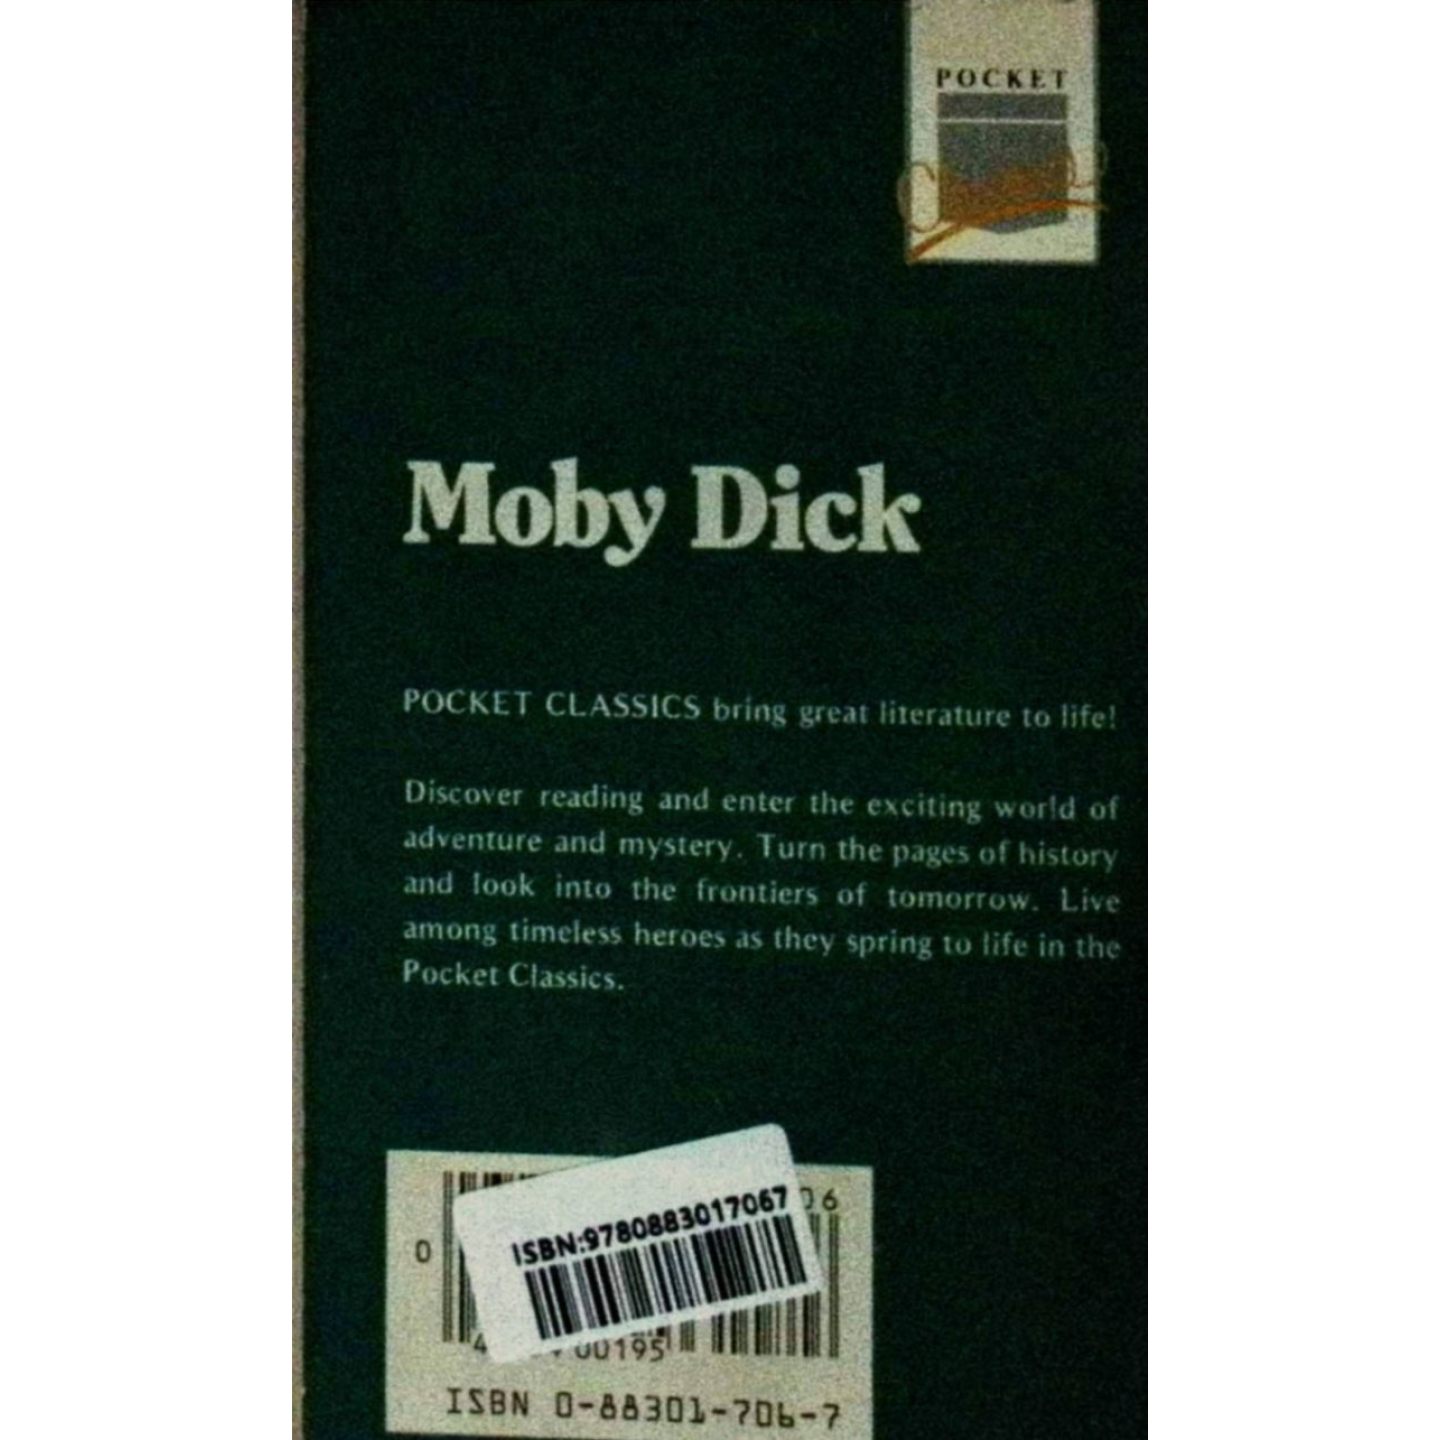 POCKET
Moby Dick
POCKET CLASSICS bring great literature to life!
Discover reading and enter the exciting world of
adventure and mystery. Turn the pages of history
and look into the frontiers of tomorrow. Live
among timeless heroes as they spring to life in the
Pocket Classics.
06
ISBN:9780883017067
0
4 00195
ISBN 0-88301-706-7